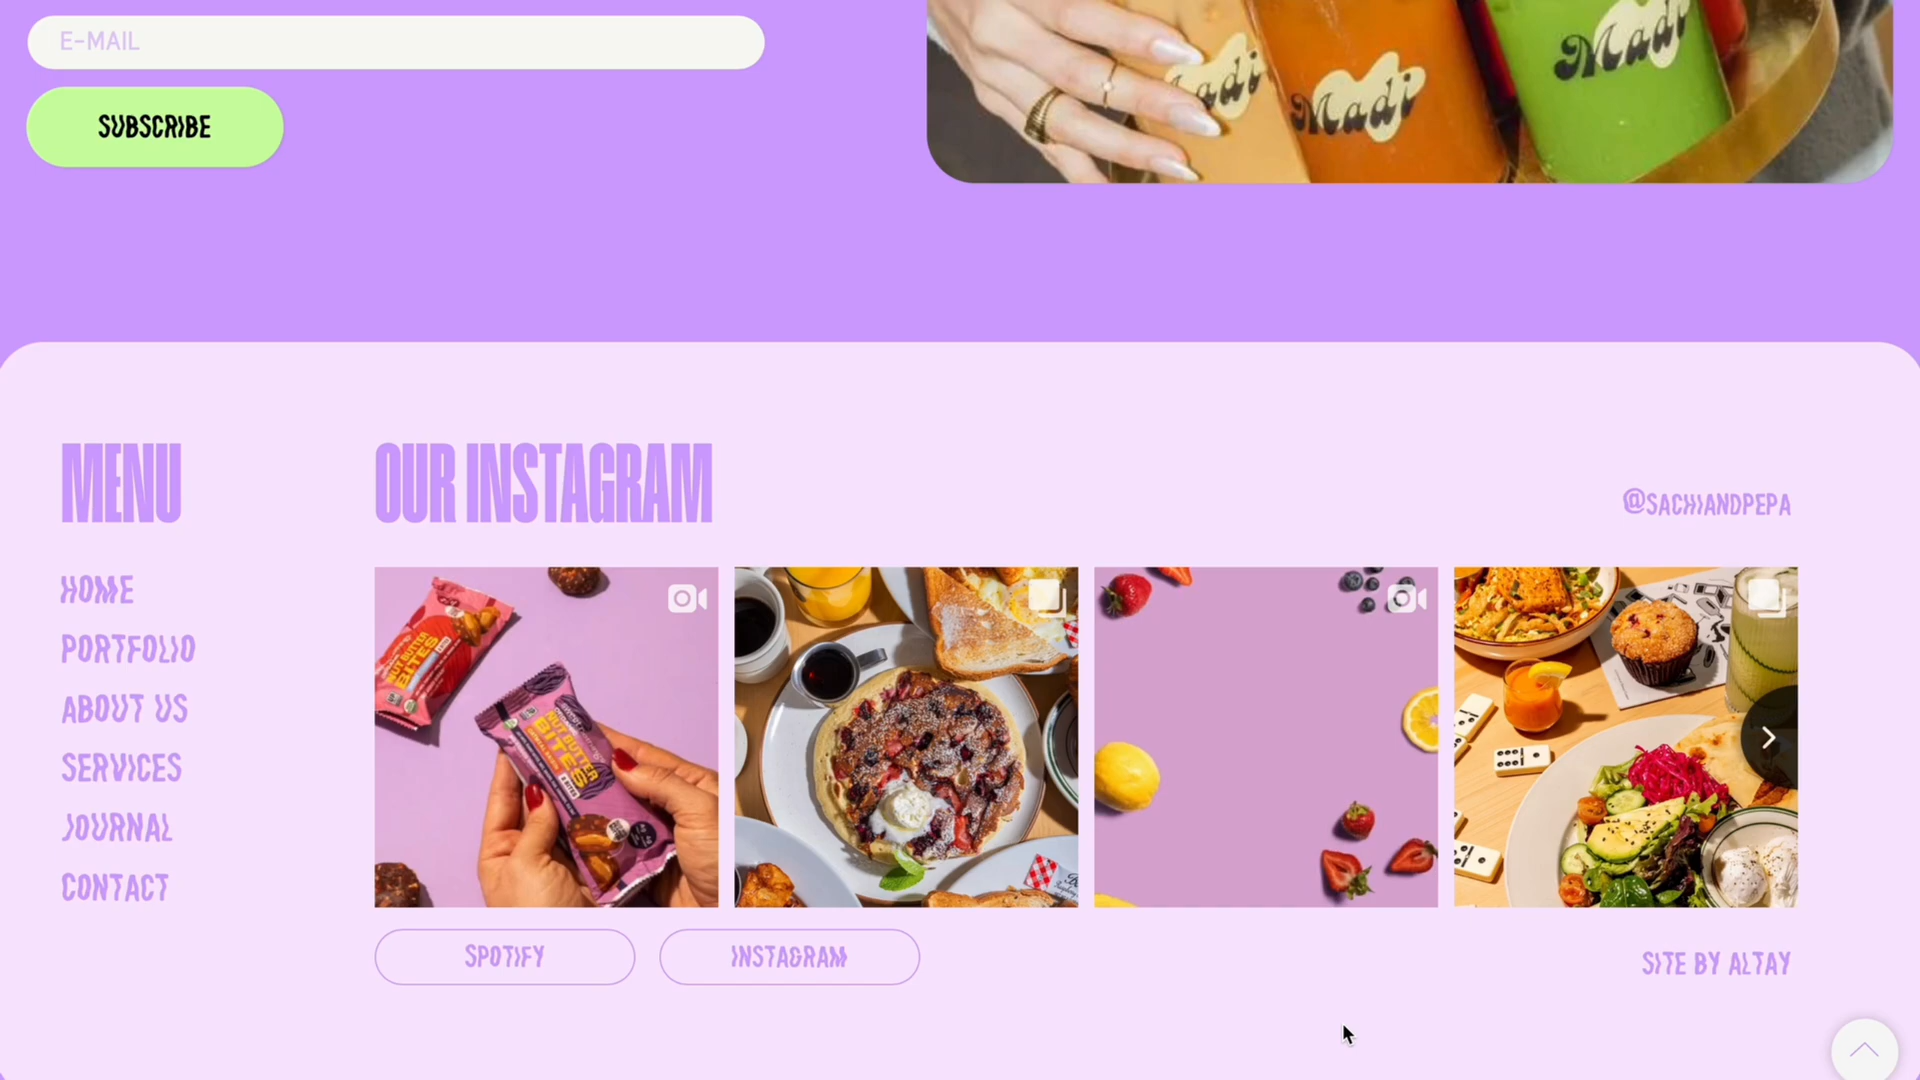 E-MAIL
SUBSCRIBE
Madi
Madi
MENU
OUR INSTAGRAM
@SACHIANDPEPA
HOME
PORTFOLIO
ABOUT US
SERVICES
JOURNAL
CONTACT
NUT BUTTER
BITES
NUT BUTTER
BITES
SPOTIFY
INSTAGRAM
SITE BY ALTAY